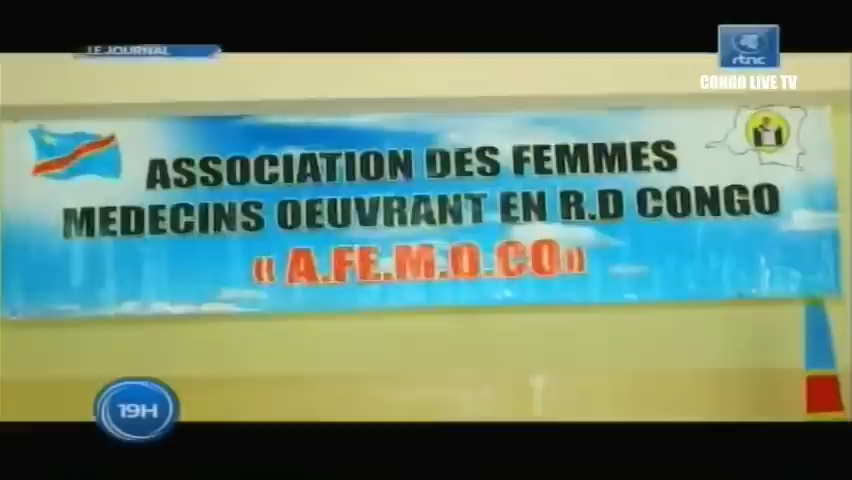 LE JOURNAL
rtnc
CONGO LIVE TV
ASSOCIATION DES FEMMES
MEDECINS OEUVRANT EN R.D CONGO
« A.FE.M.O.CO»
19H